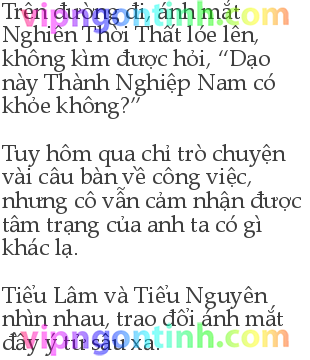 Trên đường đi, ánh mắt
Nghiên Thời Thất lóe lên,
không kìm được hỏi, “Dạo
này Thành Nghiệp Nam có
khỏe không?”
Tuy hôm qua chỉ trò chuyện
vài câu bàn về công việc,
nhưng cô vẫn cảm nhận được
tâm trạng của anh ta có gì
khác lạ.
Tiểu Lâm và Tiểu Nguyên
nhìn nhau, trao đổi ánh mắt
đầy ý tứ sâu xa.
vipngontinh.com
vipngontinh.com